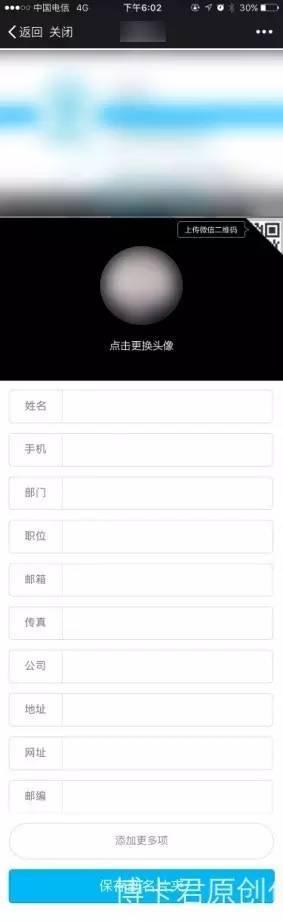 中国电信 4G 下午6:02 30%
返回 关闭
上传微信二维码
点击更换头像
姓名
手机
部门
职位
邮箱
传真
公司
地址
网址
邮编
添加更多项
保存
博卡君原创